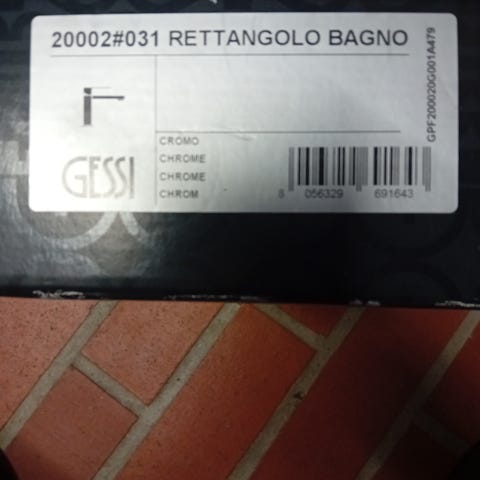 20002#031 RETTANGOLO BAGNO
GPF200020G001A479
GESSI
CROMO
CHROME
CHROME
CHROM
8 056329 691643